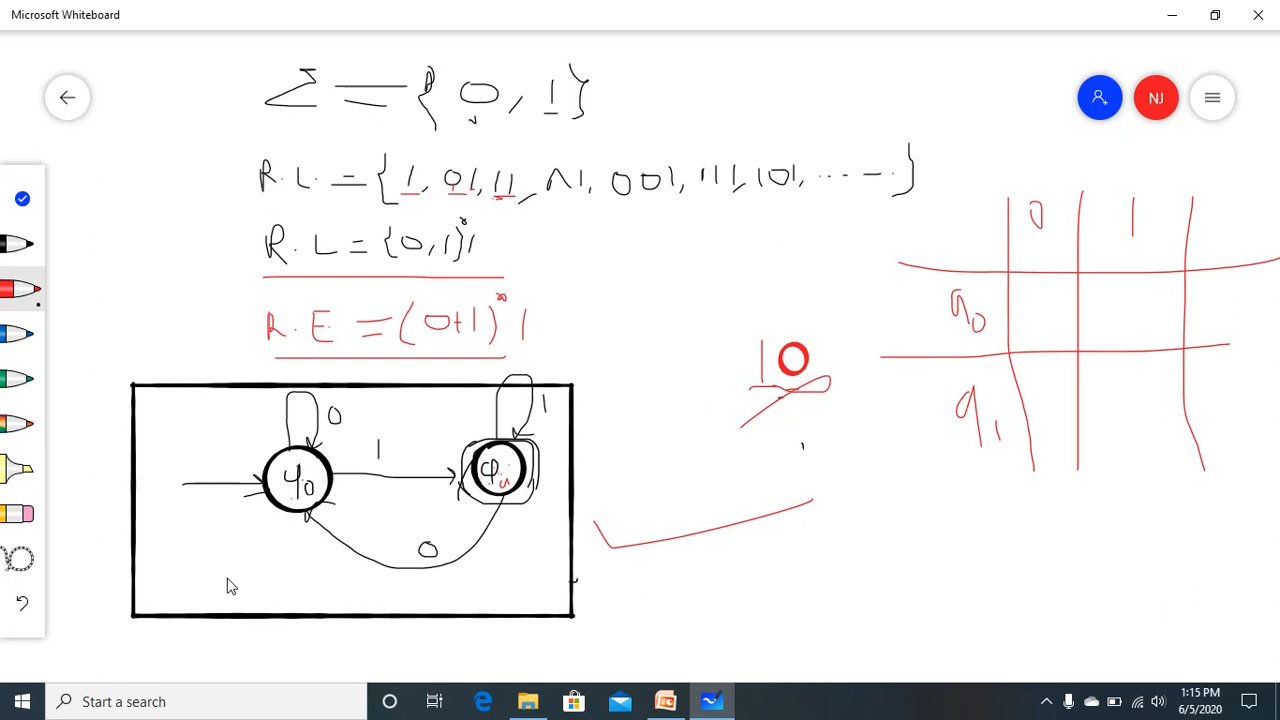 Microsoft Whiteboard
NJ
Σ = { 0, 1 }
R.L. = { 1, 01, 11, 11, 001, 111, 101, ..... }
R.L = {0,1}* 1
R.E = (0+1)* 1
0 1
q0
q1
10
0
1
1
q0
0
Start a search
1:15 PM
6/5/2020